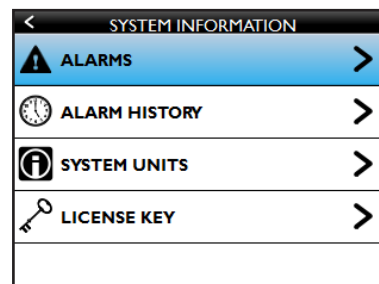 SYSTEM INFORMATION
ALARMS
ALARM HISTORY
SYSTEM UNITS
LICENSE KEY